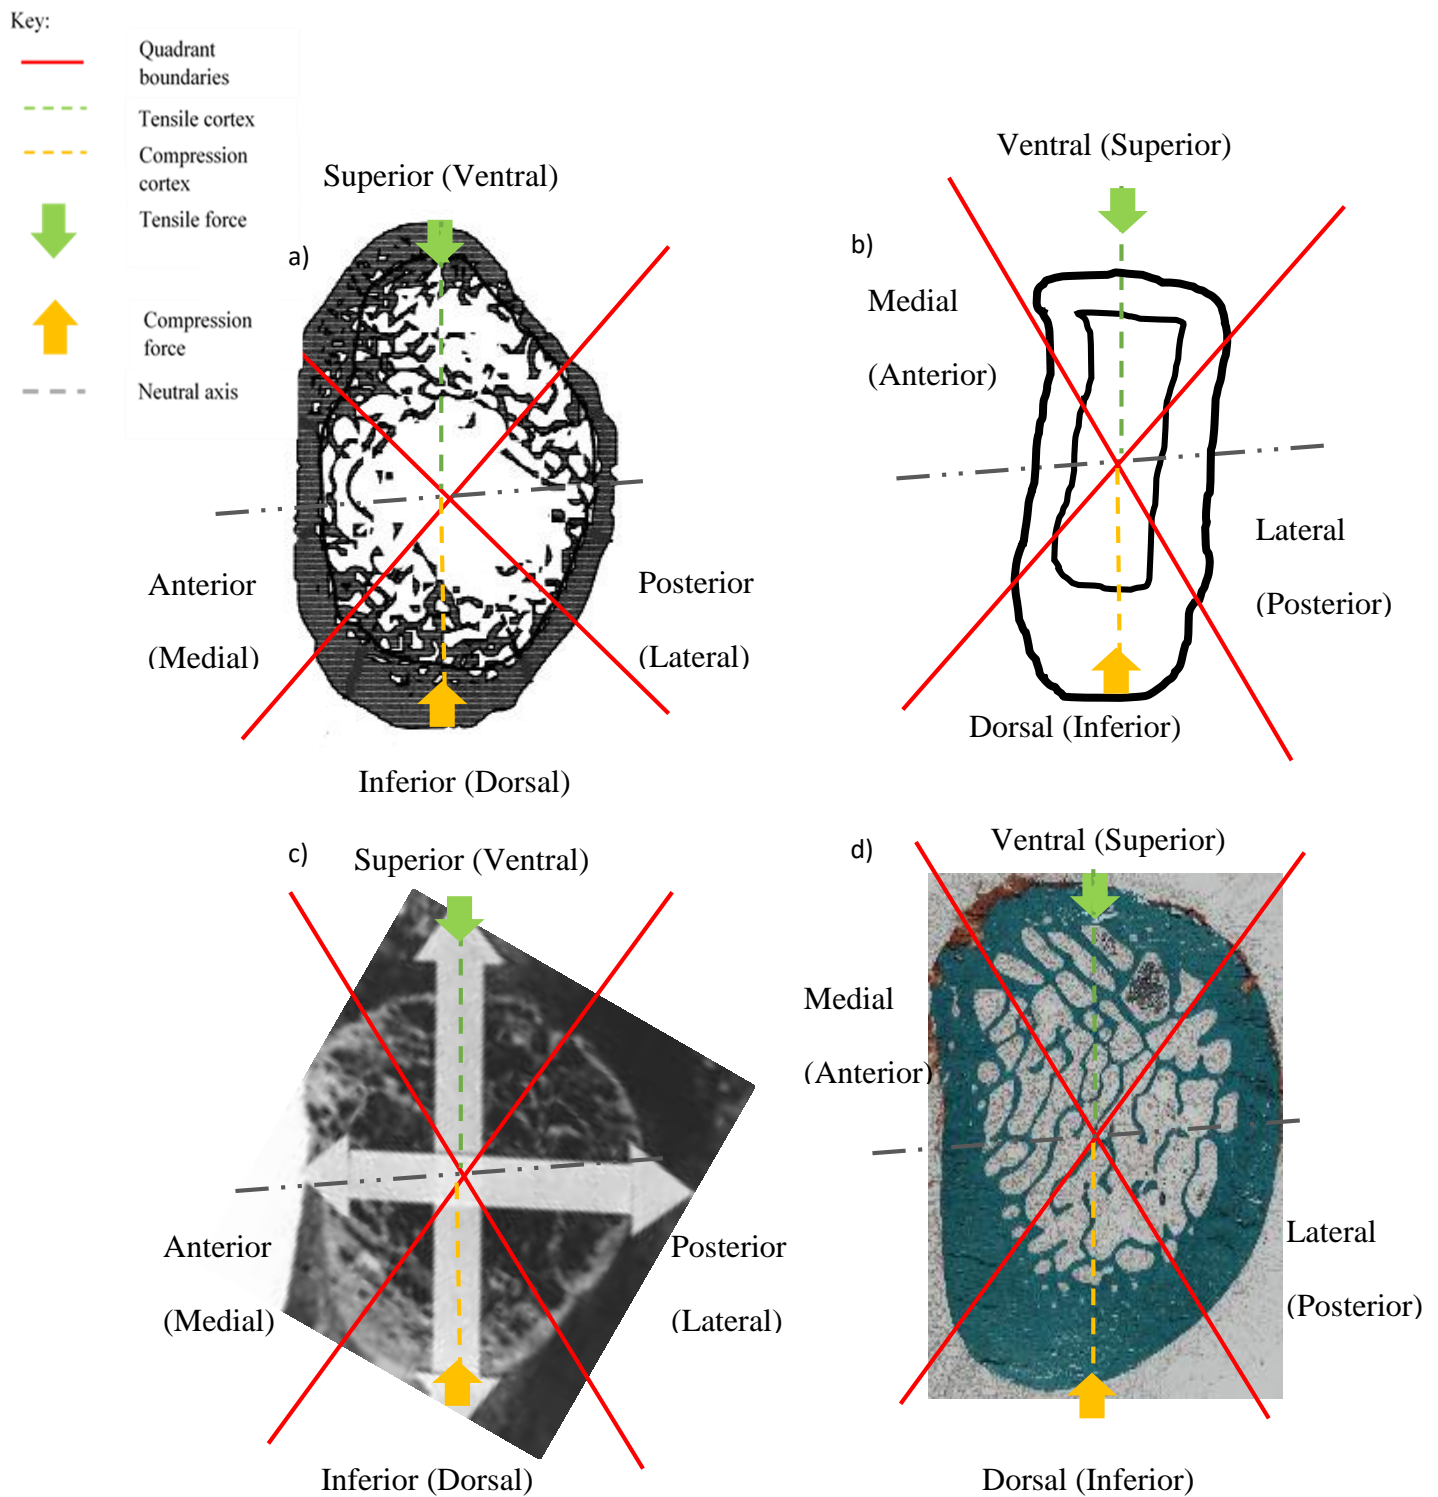 Key:
Quadrant
boundaries
Tensile cortex
Compression
cortex
Tensile force
Compression
force
Neutral axis
a)
Superior (Ventral)
Anterior
(Medial)
Posterior
(Lateral)
Inferior (Dorsal)
b)
Ventral (Superior)
Medial
(Anterior)
Lateral
(Posterior)
Dorsal (Inferior)
c)
Superior (Ventral)
Anterior
(Medial)
Posterior
(Lateral)
Inferior (Dorsal)
d)
Ventral (Superior)
Medial
(Anterior)
Lateral
(Posterior)
Dorsal (Inferior)